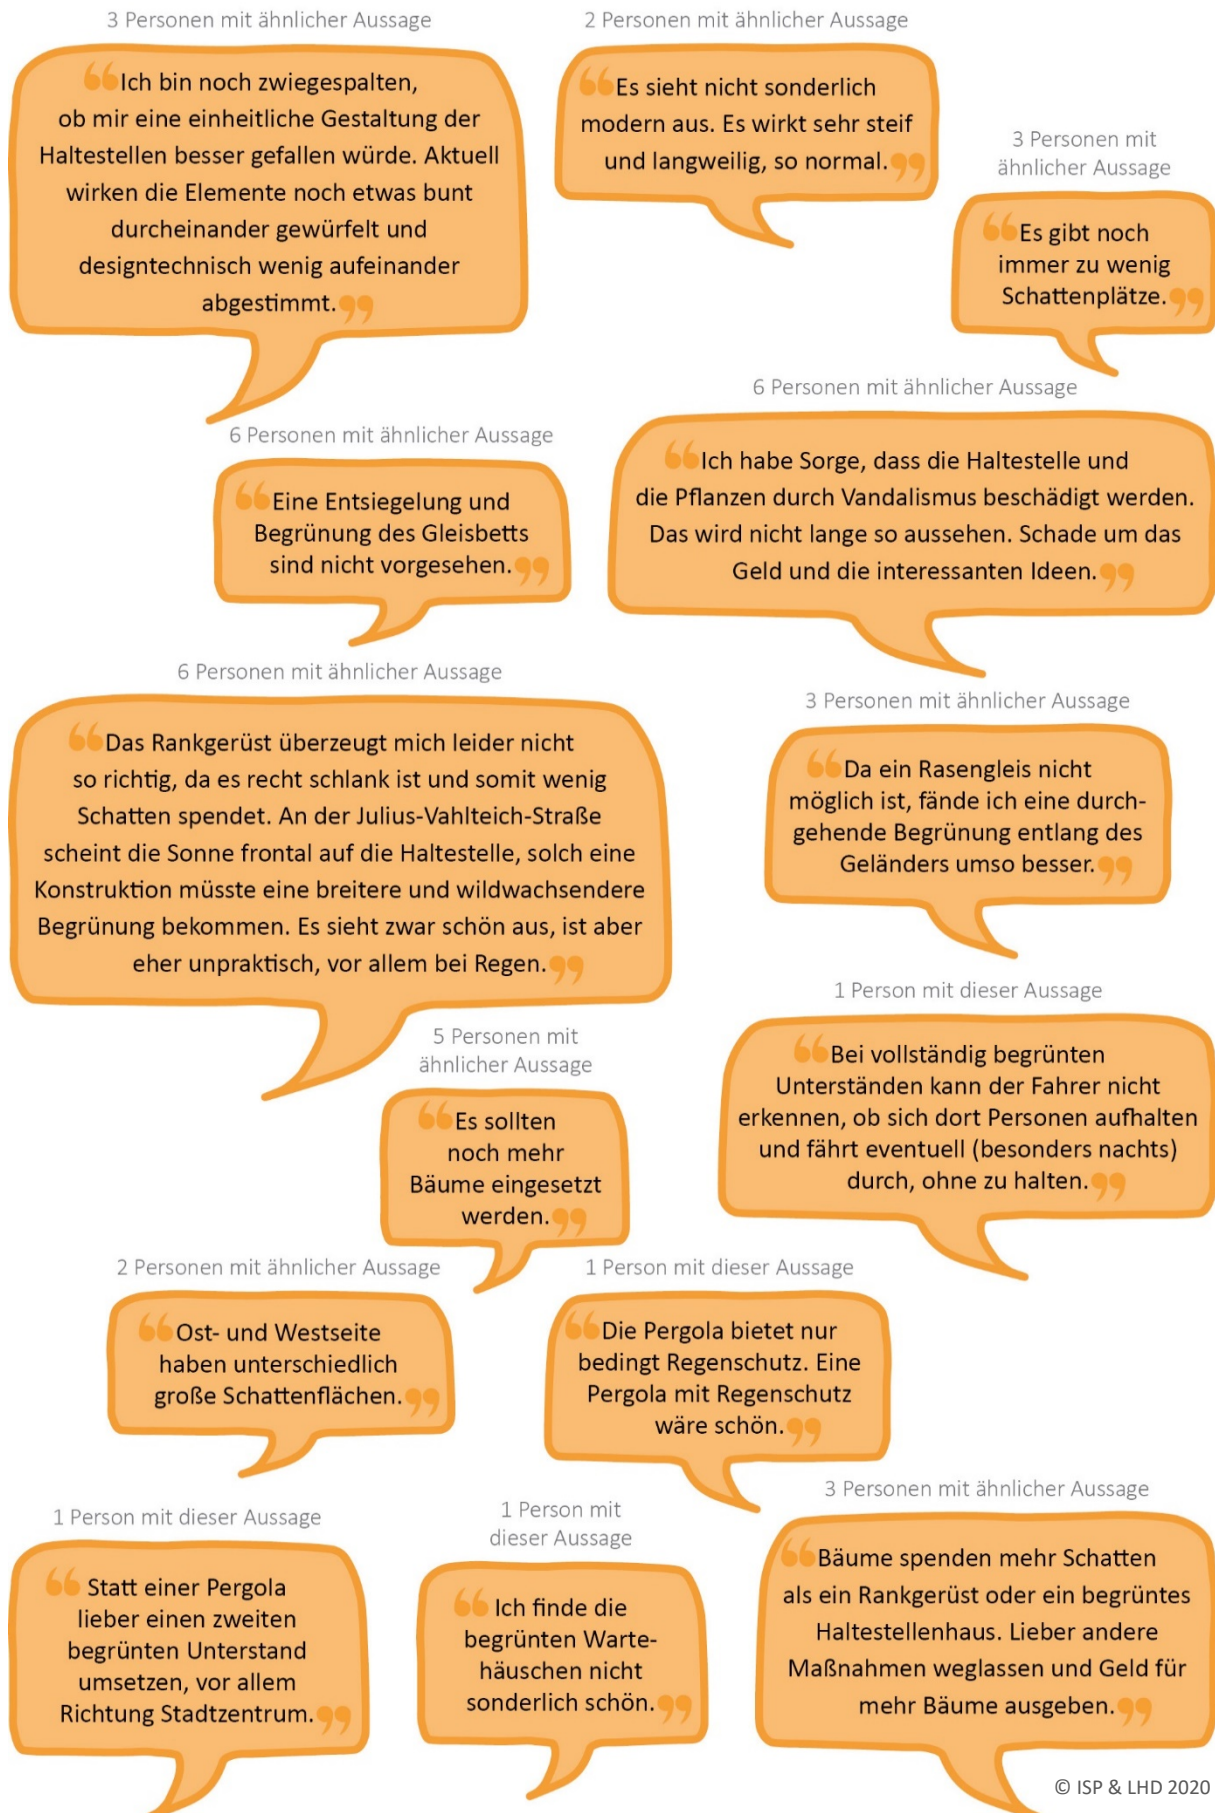 3 Personen mit ähnlicher Aussage
“Ich bin noch zwiegespalten,
ob mir eine einheitliche Gestaltung der
Haltestellen besser gefallen würde. Aktuell
wirken die Elemente noch etwas bunt
durcheinander gewürfelt und
designtechnisch wenig aufeinander
abgestimmt.”
2 Personen mit ähnlicher Aussage
“Es sieht nicht sonderlich
modern aus. Es wirkt sehr steif
und langweilig, so normal.”
3 Personen mit
ähnlicher Aussage
“Es gibt noch
immer zu wenig
Schattenplätze.”
6 Personen mit ähnlicher Aussage
“Eine Entsiegelung und
Begrünung des Gleisbetts
sind nicht vorgesehen.”
6 Personen mit ähnlicher Aussage
“Ich habe Sorge, dass die Haltestelle und
die Pflanzen durch Vandalismus beschädigt werden.
Das wird nicht lange so aussehen. Schade um das
Geld und die interessanten Ideen.”
6 Personen mit ähnlicher Aussage
“Das Rankgerüst überzeugt mich leider nicht
so richtig, da es recht schlank ist und somit wenig
Schatten spendet. An der Julius-Vahlteich-Straße
scheint die Sonne frontal auf die Haltestelle, solch eine
Konstruktion müsste eine breitere und wildwachsendere
Begrünung bekommen. Es sieht zwar schön aus, ist aber
eher unpraktisch, vor allem bei Regen.”
3 Personen mit ähnlicher Aussage
“Da ein Rasengleis nicht
möglich ist, fände ich eine durch-
gehende Begrünung entlang des
Geländers umso besser.”
5 Personen mit
ähnlicher Aussage
“Es sollten
noch mehr
Bäume eingesetzt
werden.”
1 Person mit dieser Aussage
“Bei vollständig begrünten
Unterständen kann der Fahrer nicht
erkennen, ob sich dort Personen aufhalten
und fährt eventuell (besonders nachts)
durch, ohne zu halten.”
2 Personen mit ähnlicher Aussage
“Ost- und Westseite
haben unterschiedlich
große Schattenflächen.”
1 Person mit dieser Aussage
“Die Pergola bietet nur
bedingt Regenschutz. Eine
Pergola mit Regenschutz
wäre schön.”
1 Person mit dieser Aussage
“Statt einer Pergola
lieber einen zweiten
begrünten Unterstand
umsetzen, vor allem
Richtung Stadtzentrum.”
1 Person mit
dieser Aussage
“Ich finde die
begrünten Warte-
häuschen nicht
sonderlich schön.”
3 Personen mit ähnlicher Aussage
“Bäume spenden mehr Schatten
als ein Rankgerüst oder ein begrüntes
Haltestellenhaus. Lieber andere
Maßnahmen weglassen und Geld für
mehr Bäume ausgeben.”
© ISP & LHD 2020